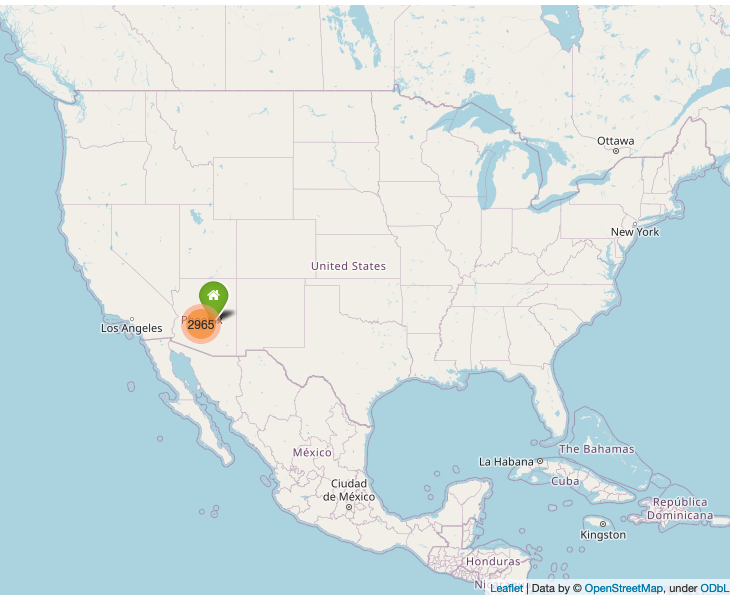 Ottawa
New York
United States
2965
Los Angeles
The Bahamas
La Habana
Cuba
México
Ciudad
de México
República
Dominicana
Kingston
Honduras
Leaflet | Data by © OpenStreetMap, under ODbL